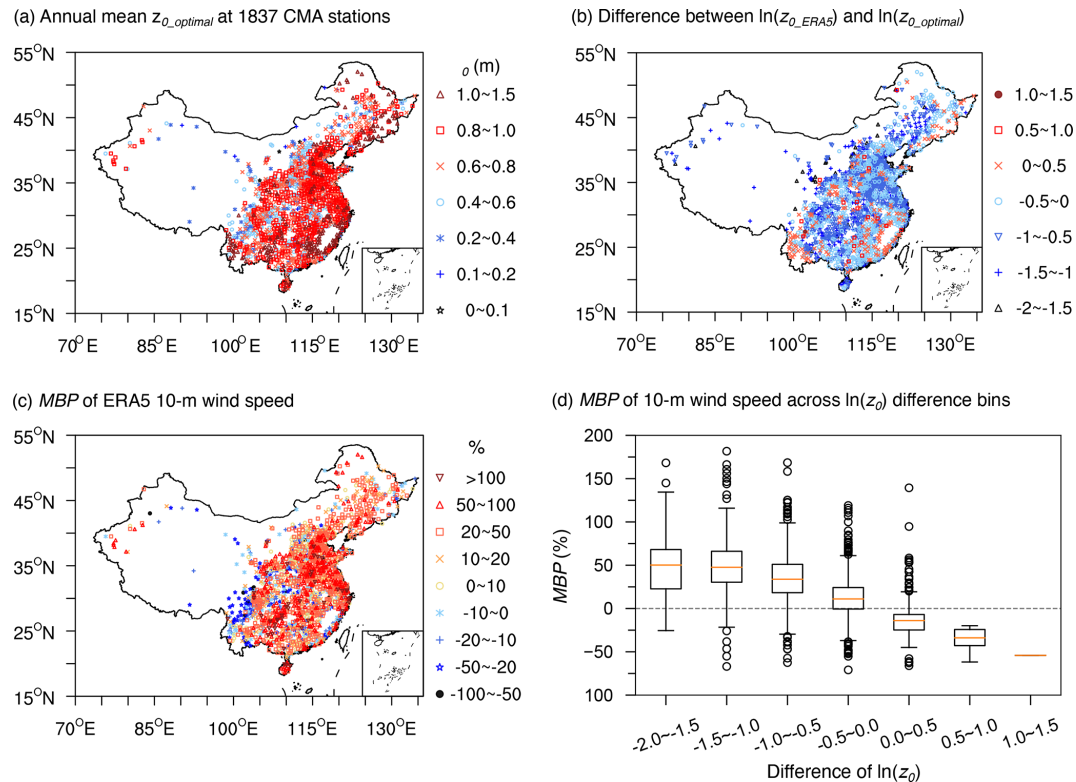 (a) Annual mean z0_optimal at 1837 CMA stations
55°N
45°N
35°N
25°N
15°N
70°E 85°E 100°E 115°E 130°E
0 (m)
1.0~1.5
0.8~1.0
0.6~0.8
0.4~0.6
0.2~0.4
0.1~0.2
0~0.1
(b) Difference between ln(z0_ERA5) and ln(z0_optimal)
55°N
45°N
35°N
25°N
15°N
70°E 85°E 100°E 115°E 130°E
1.0~1.5
0.5~1.0
0~0.5
-0.5~0
-1~-0.5
-1.5~-1
-2~-1.5
(c) MBP of ERA5 10-m wind speed
55°N
45°N
35°N
25°N
15°N
70°E 85°E 100°E 115°E 130°E
%
>100
50~100
20~50
10~20
0~10
-10~0
-20~-10
-50~-20
-100~-50
(d) MBP of 10-m wind speed across ln(z0) difference bins
MBP (%)
200
150
100
50
0
−50
100
-2.0~-1.5 -1.5~-1.0 -1.0~-0.5 -0.5~0.0 0.0~0.5 0.5~1.0 1.0~1.5
Difference of ln(z0)